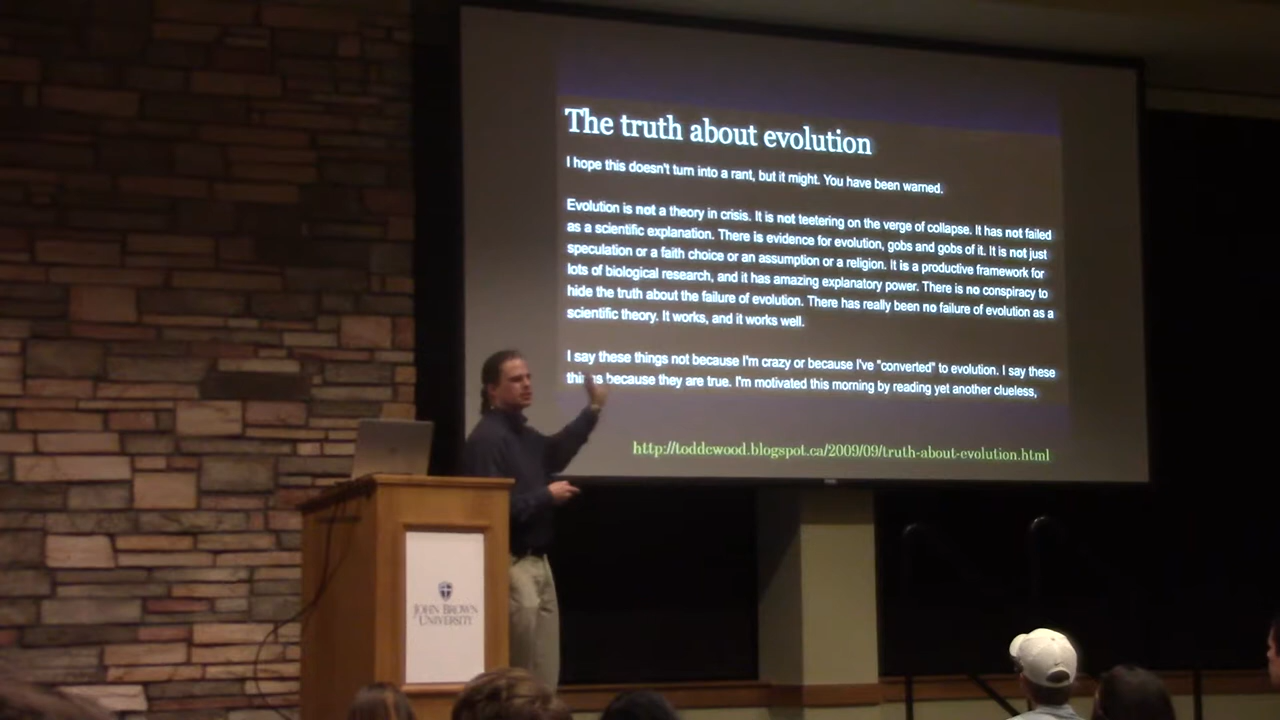 The truth about evolution
I hope this doesn't turn into a rant, but it might. You have been warned.
Evolution is not a theory in crisis. It is not teetering on the verge of collapse. It has not failed
as a scientific explanation. There is evidence for evolution, gobs and gobs of it. It is not just
speculation or a faith choice or an assumption or a religion. It is a productive framework for
lots of biological research, and it has amazing explanatory power. There is no conspiracy to
hide the truth about the failure of evolution. There has really been no failure of evolution as a
scientific theory. It works, and it works well.
I say these things not because I'm crazy or because I've "converted" to evolution. I say these
things because they are true. I'm motivated this morning by reading yet another clueless,
http://toddcwood.blogspot.ca/2009/09/truth-about-evolution.html
JOHN BROWN
UNIVERSITY